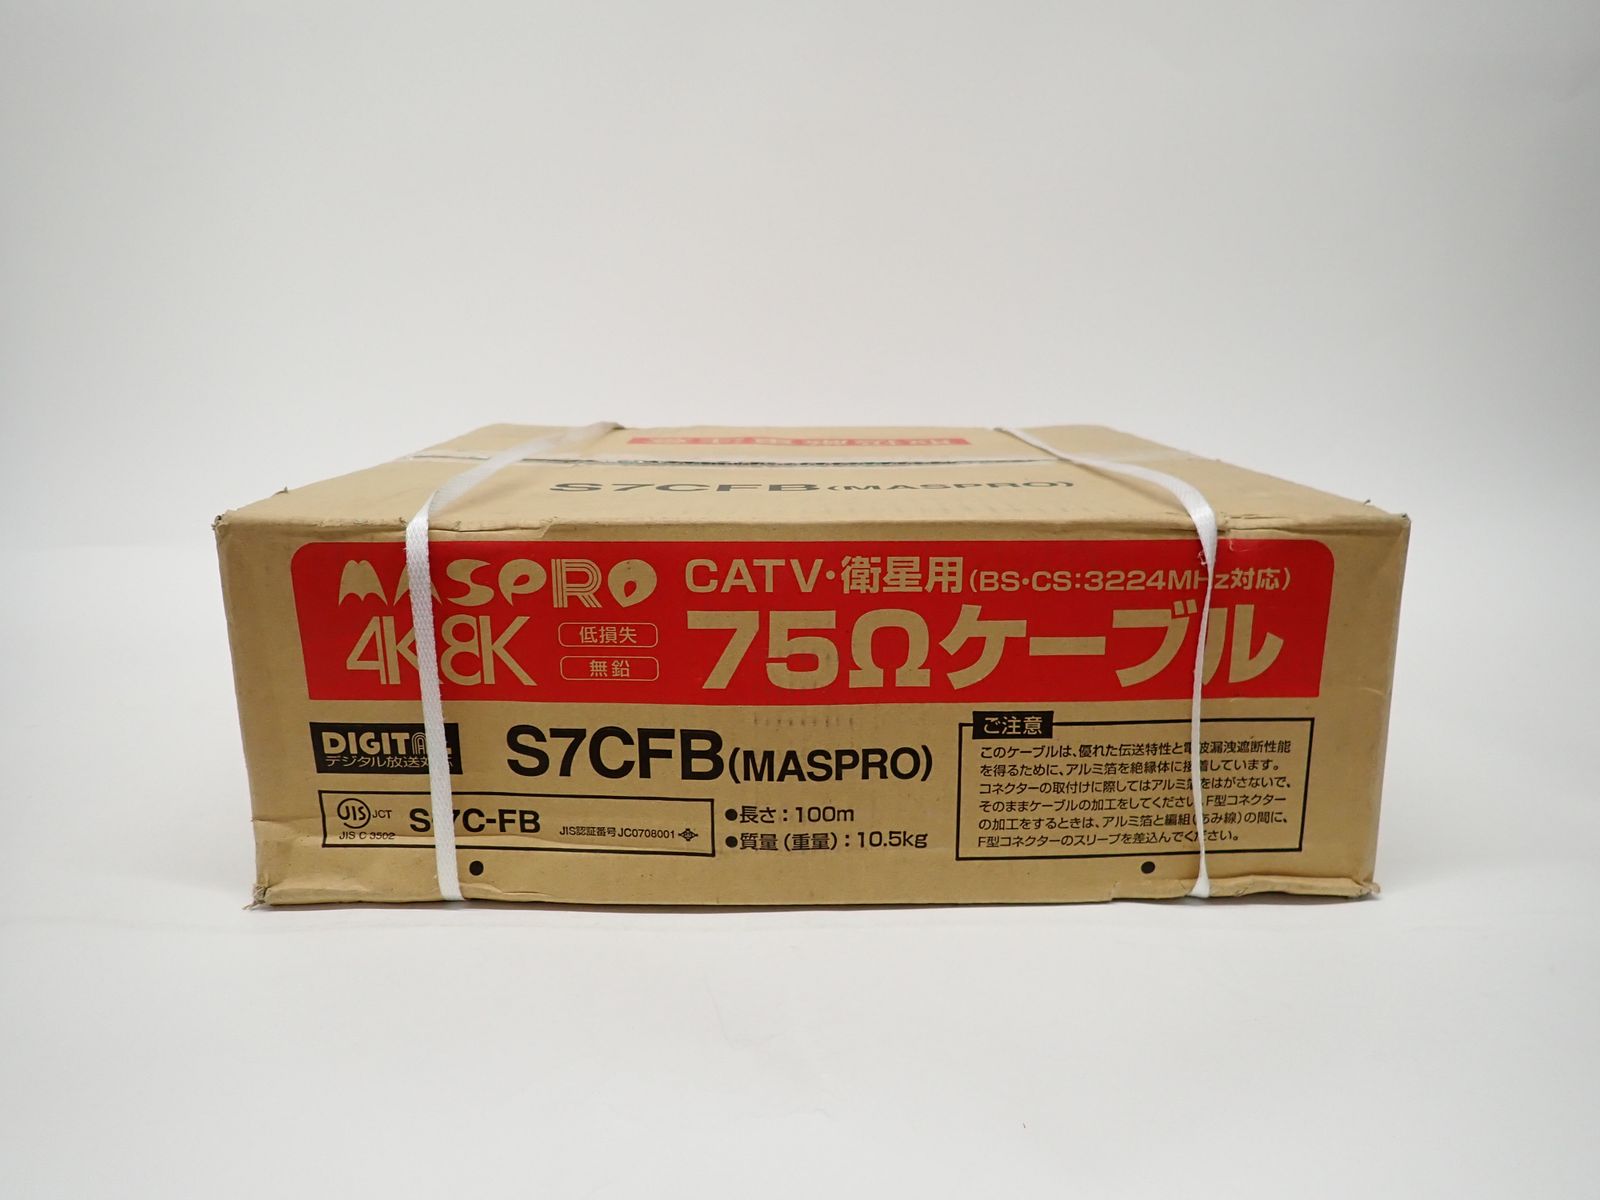 S7CFB(MASPRO)
MASPRO
CATV・衛星用(BS・CS:3224MHz対応)
4K 8K
低損失
無鉛
75Ωケーブル
DIGITAL
デジタル放送対応
S7CFB(MASPRO)
JIS JCT
JIS C 3502
S-7C-FB
JIS認証番号 JC0708001
●長さ:100m
●質量(重量):10.5kg
ご注意
このケーブルは、優れた伝送特性と電波漏洩遮断性能
を得るために、アルミ箔を絶縁体に接着しています。
コネクターの取付けに際してはアルミ箔をはがさないで、
そのままケーブルの加工をしてください。F型コネクター
の加工をするときは、アルミ箔と編組(あみ線)の間に、
F型コネクターのスリーブを差込んでください。